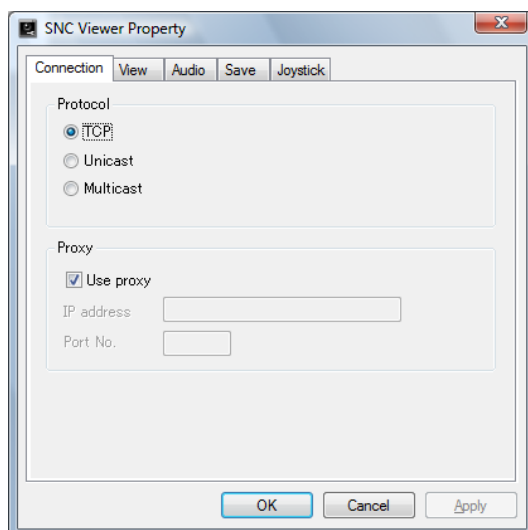 SNC Viewer Property
Connection View Audio Save Joystick
Protocol
TCP
Unicast
Multicast
Proxy
Use proxy
IP address
Port No.
OK Cancel Apply